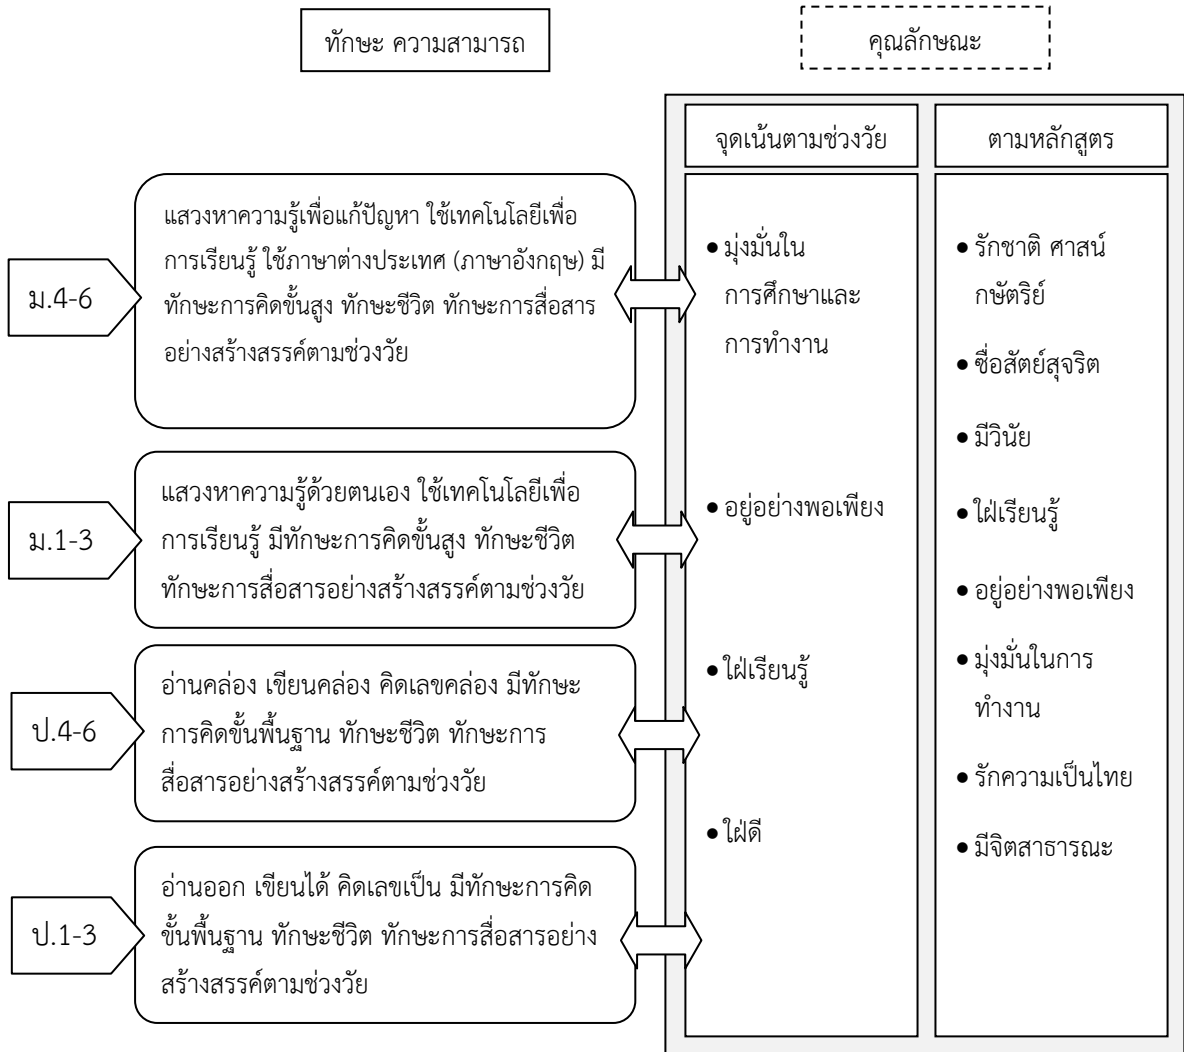 ทักษะ ความสามารถ
คุณลักษณะ
จุดเน้นตามช่วงวัย
ตามหลักสูตร
ม.4-6
แสวงหาความรู้เพื่อแก้ปัญหา ใช้เทคโนโลยีเพื่อ
การเรียนรู้ ใช้ภาษาต่างประเทศ (ภาษาอังกฤษ) มี
ทักษะการคิดขั้นสูง ทักษะชีวิต ทักษะการสื่อสาร
อย่างสร้างสรรค์ตามช่วงวัย
ม.1-3
แสวงหาความรู้ด้วยตนเอง ใช้เทคโนโลยีเพื่อ
การเรียนรู้ มีทักษะการคิดขั้นสูง ทักษะชีวิต
ทักษะการสื่อสารอย่างสร้างสรรค์ตามช่วงวัย
ป.4-6
อ่านคล่อง เขียนคล่อง คิดเลขคล่อง มีทักษะ
การคิดขั้นพื้นฐาน ทักษะชีวิต ทักษะการ
สื่อสารอย่างสร้างสรรค์ตามช่วงวัย
ป.1-3
อ่านออก เขียนได้ คิดเลขเป็น มีทักษะการคิด
ขั้นพื้นฐาน ทักษะชีวิต ทักษะการสื่อสารอย่าง
สร้างสรรค์ตามช่วงวัย
• มุ่งมั่นใน
การศึกษาและ
การทำงาน
• อยู่อย่างพอเพียง
• ใฝ่เรียนรู้
• ใฝ่ดี
• รักชาติ ศาสน์
กษัตริย์
• ซื่อสัตย์สุจริต
• มีวินัย
• ใฝ่เรียนรู้
• อยู่อย่างพอเพียง
• มุ่งมั่นในการ
ทำงาน
• รักความเป็นไทย
• มีจิตสาธารณะ